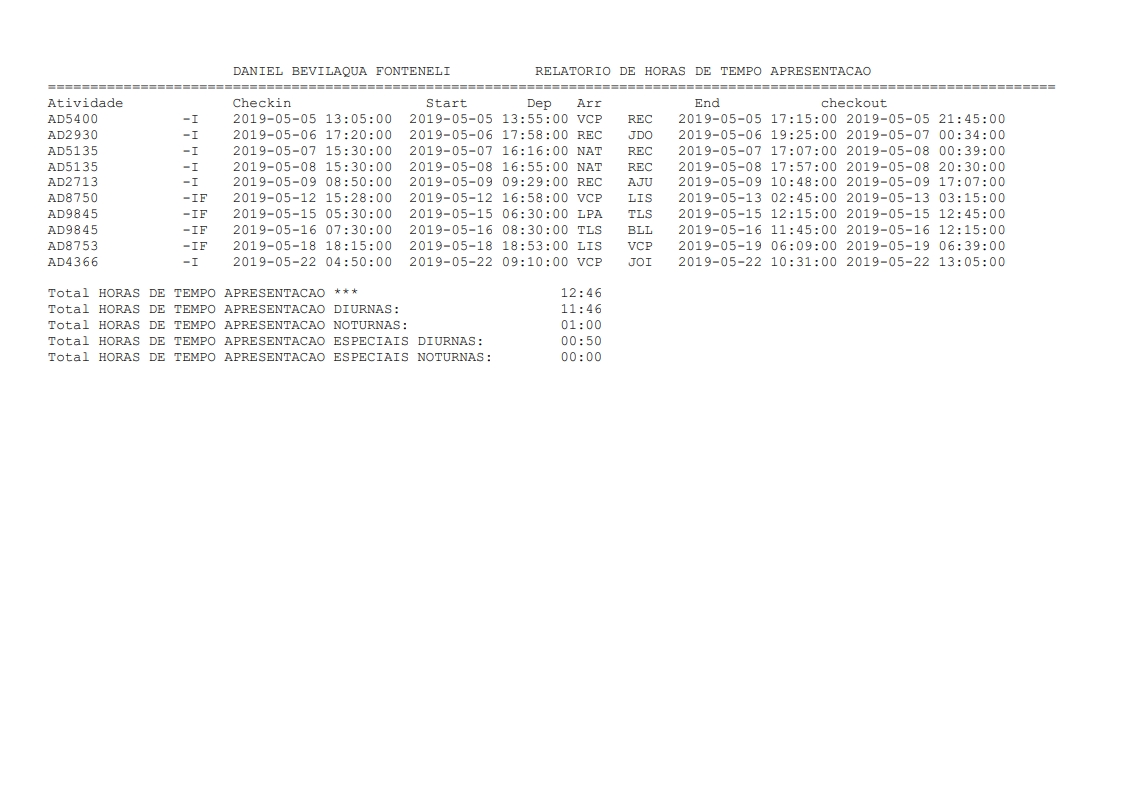 DANIEL BEVILAQUA FONTENELI          RELATORIO DE HORAS DE TEMPO APRESENTACAO
========================================================================================================================
Atividade             Checkin                Start       Dep   Arr           End            checkout
AD5400          -I    2019-05-05 13:05:00  2019-05-05 13:55:00 VCP   REC   2019-05-05 17:15:00 2019-05-05 21:45:00
AD2930          -I    2019-05-06 17:20:00  2019-05-06 17:58:00 REC   JDO   2019-05-06 19:25:00 2019-05-07 00:34:00
AD5135          -I    2019-05-07 15:30:00  2019-05-07 16:16:00 NAT   REC   2019-05-07 17:07:00 2019-05-08 00:39:00
AD5135          -I    2019-05-08 15:30:00  2019-05-08 16:55:00 NAT   REC   2019-05-08 17:57:00 2019-05-08 20:30:00
AD2713          -I    2019-05-09 08:50:00  2019-05-09 09:29:00 REC   AJU   2019-05-09 10:48:00 2019-05-09 17:07:00
AD8750          -IF   2019-05-12 15:28:00  2019-05-12 16:58:00 VCP   LIS   2019-05-13 02:45:00 2019-05-13 03:15:00
AD9845          -IF   2019-05-15 05:30:00  2019-05-15 06:30:00 LPA   TLS   2019-05-15 12:15:00 2019-05-15 12:45:00
AD9845          -IF   2019-05-16 07:30:00  2019-05-16 08:30:00 TLS   BLL   2019-05-16 11:45:00 2019-05-16 12:15:00
AD8753          -IF   2019-05-18 18:15:00  2019-05-18 18:53:00 LIS   VCP   2019-05-19 06:09:00 2019-05-19 06:39:00
AD4366          -I    2019-05-22 04:50:00  2019-05-22 09:10:00 VCP   JOI   2019-05-22 10:31:00 2019-05-22 13:05:00
Total HORAS DE TEMPO APRESENTACAO ***                        12:46
Total HORAS DE TEMPO APRESENTACAO DIURNAS:                   11:46
Total HORAS DE TEMPO APRESENTACAO NOTURNAS:                  01:00
Total HORAS DE TEMPO APRESENTACAO ESPECIAIS DIURNAS:         00:50
Total HORAS DE TEMPO APRESENTACAO ESPECIAIS NOTURNAS:        00:00